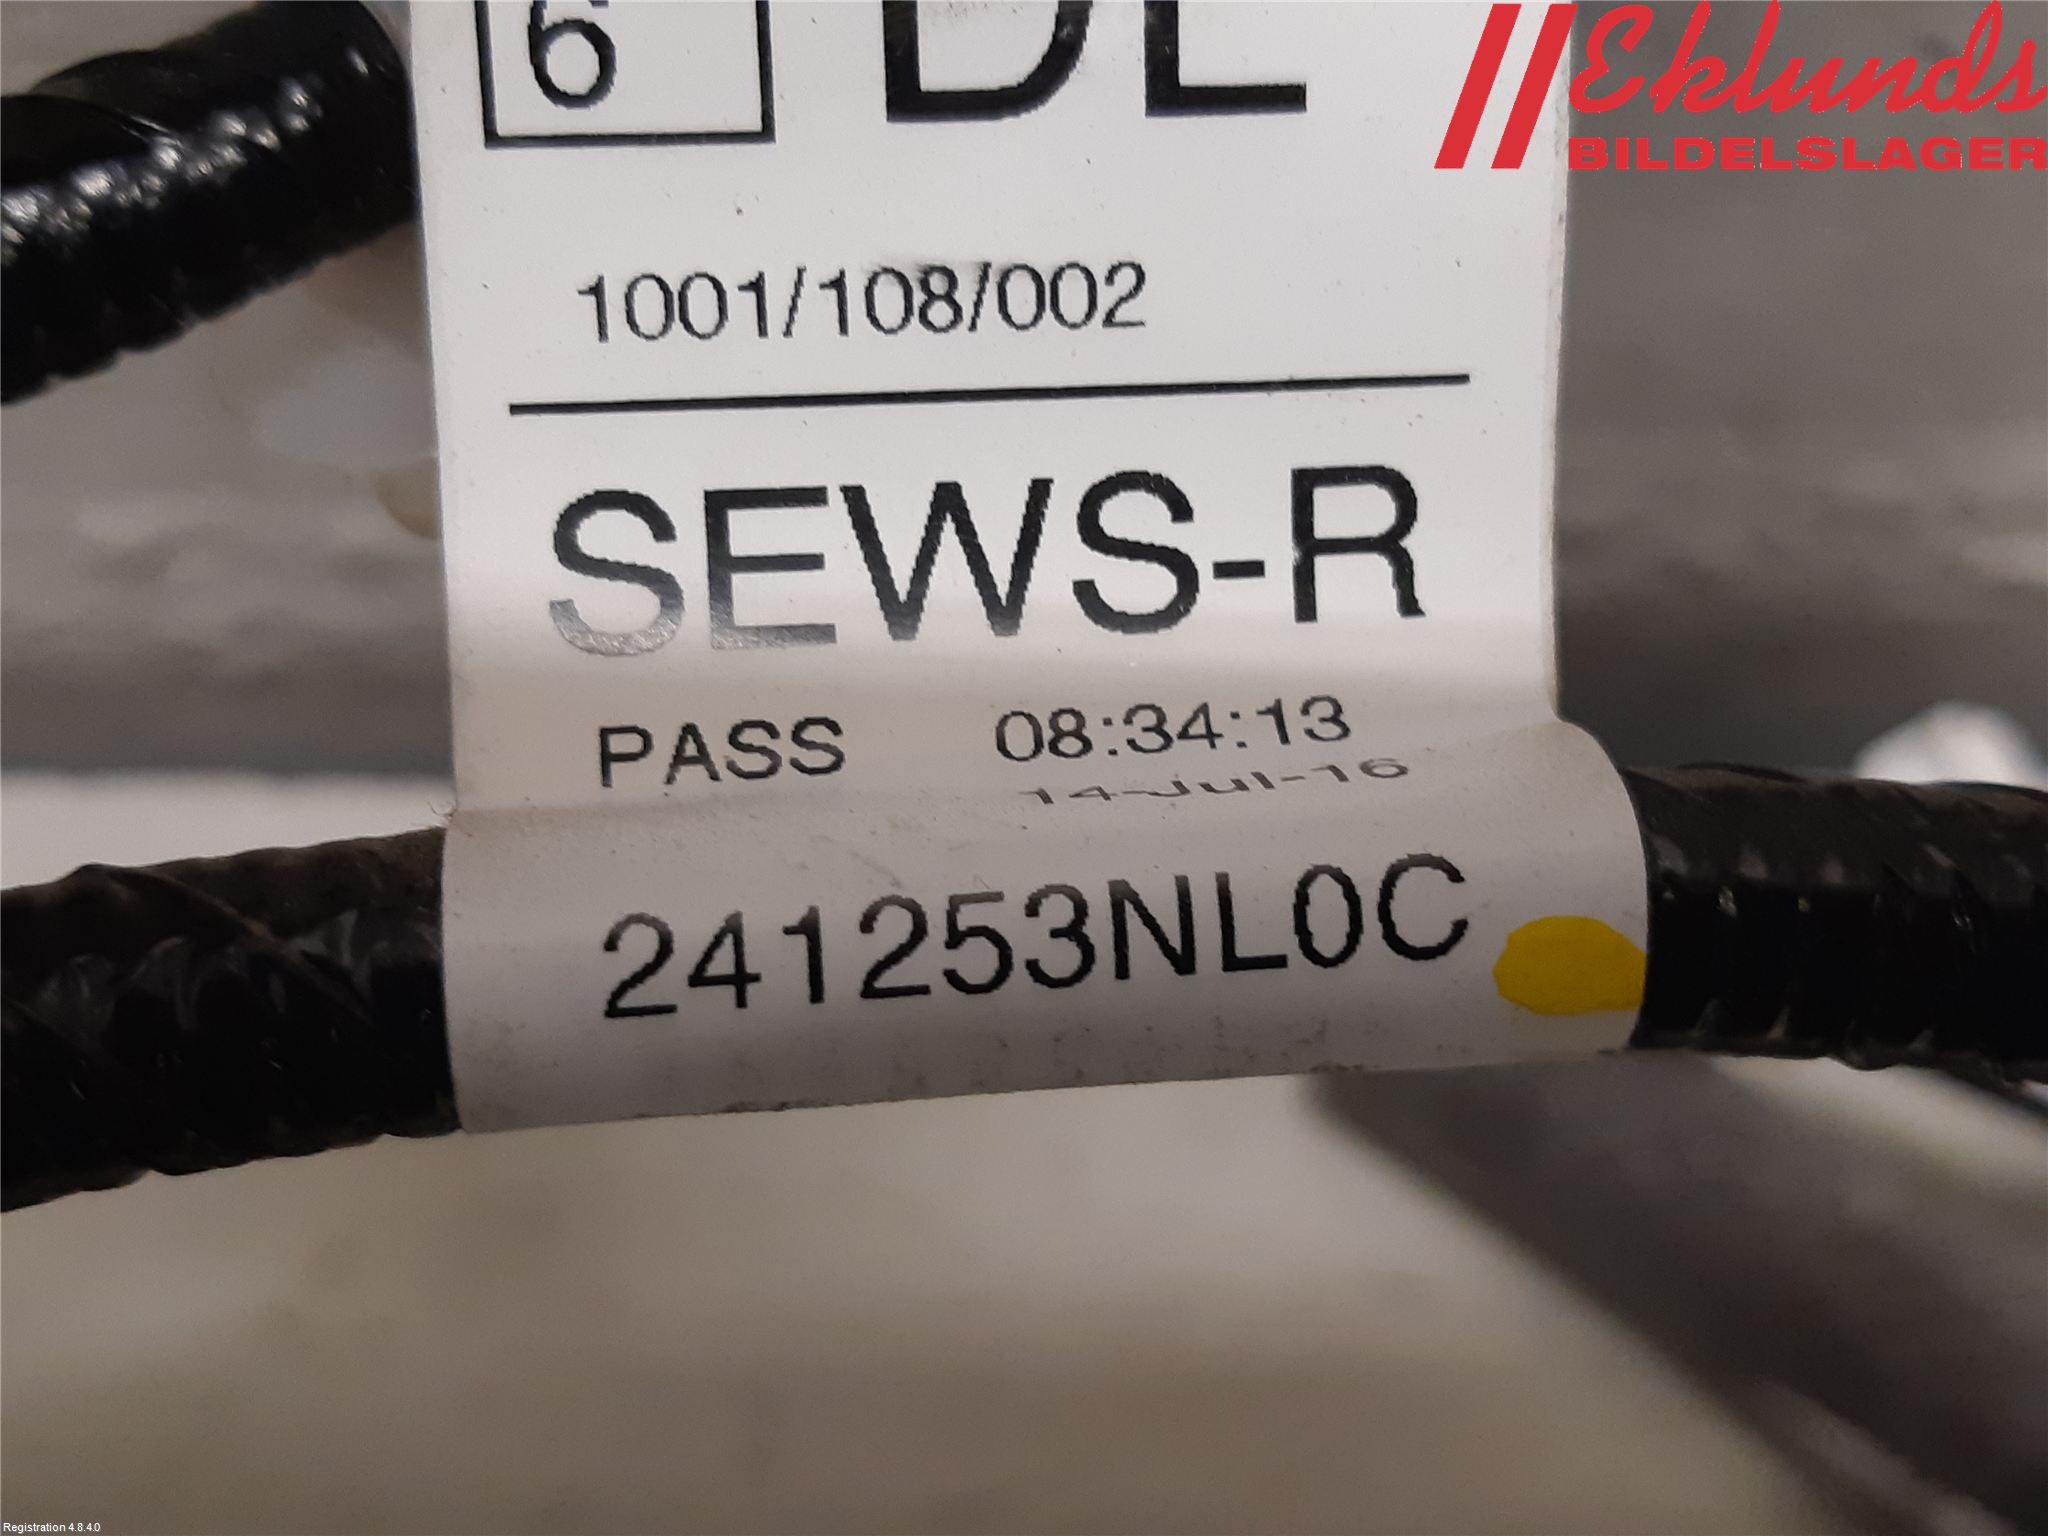 6
DL
Eklunds
BILDELSLAGER
1001/108/002
SEWS-R
PASS 08:34:13
14-Jul-16
241253NL0C
Registration 4.8.4.0